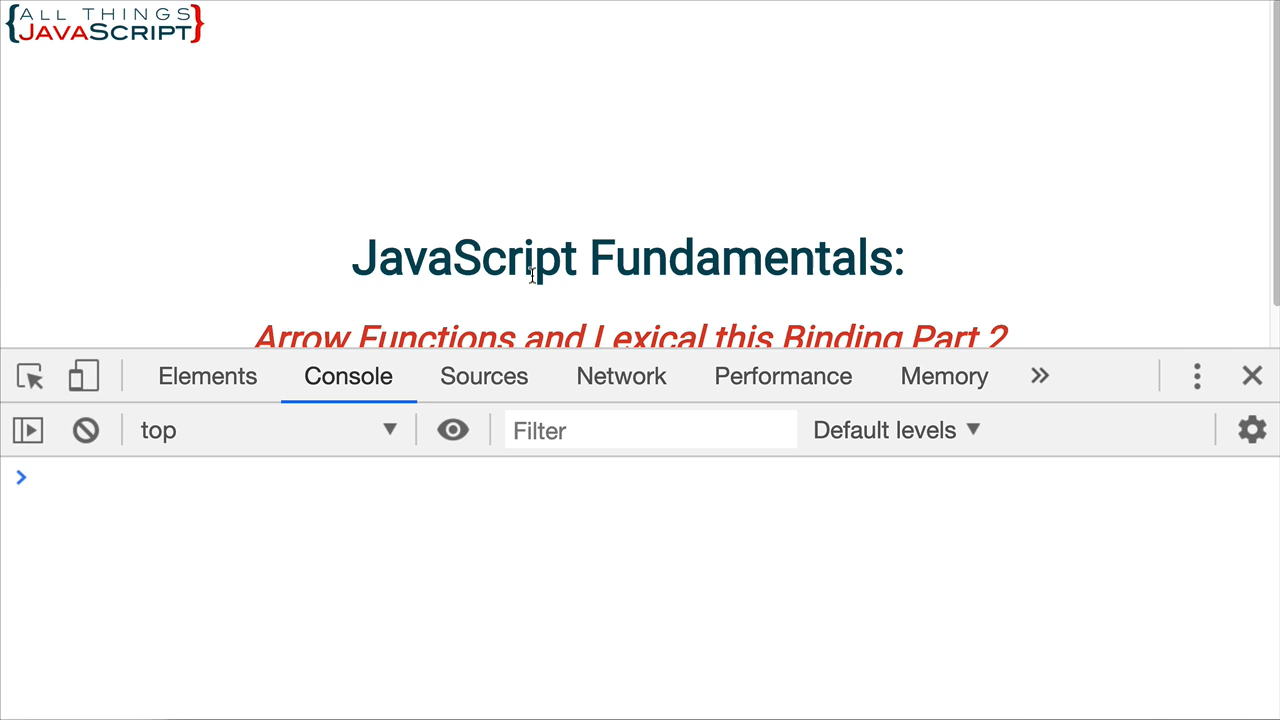 {ALL THINGS
JAVASCRIPT}
JavaScript Fundamentals:
Arrow Functions and Lexical this Binding Part 2
Elements Console Sources Network Performance Memory »
top Filter Default levels